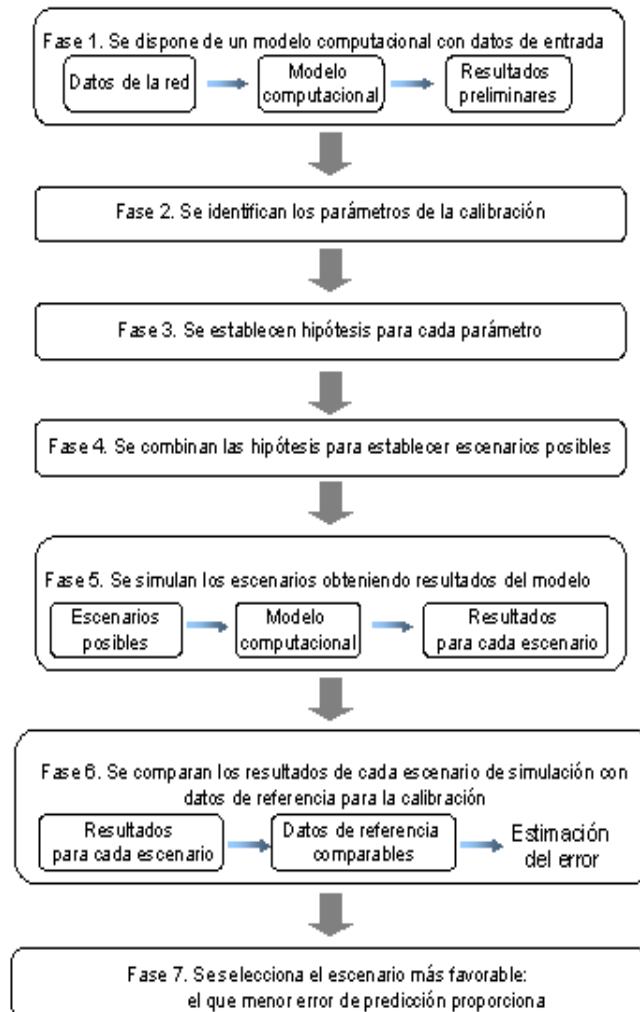 Fase 1. Se dispone de un modelo computacional con datos de entrada
Datos de la red
Modelo
computacional
Resultados
preliminares
Fase 2. Se identifican los parámetros de la calibración
Fase 3. Se establecen hipótesis para cada parámetro
Fase 4. Se combinan las hipótesis para establecer escenarios posibles
Fase 5. Se simulan los escenarios obteniendo resultados del modelo
Escenarios
posibles
Modelo
computacional
Resultados
para cada escenario
Fase 6. Se comparan los resultados de cada escenario de simulación con
datos de referencia para la calibración
Resultados
para cada escenario
Datos de referencia
comparables
Estimación
del error
Fase 7. Se selecciona el escenario más favorable:
el que menor error de predicción proporciona